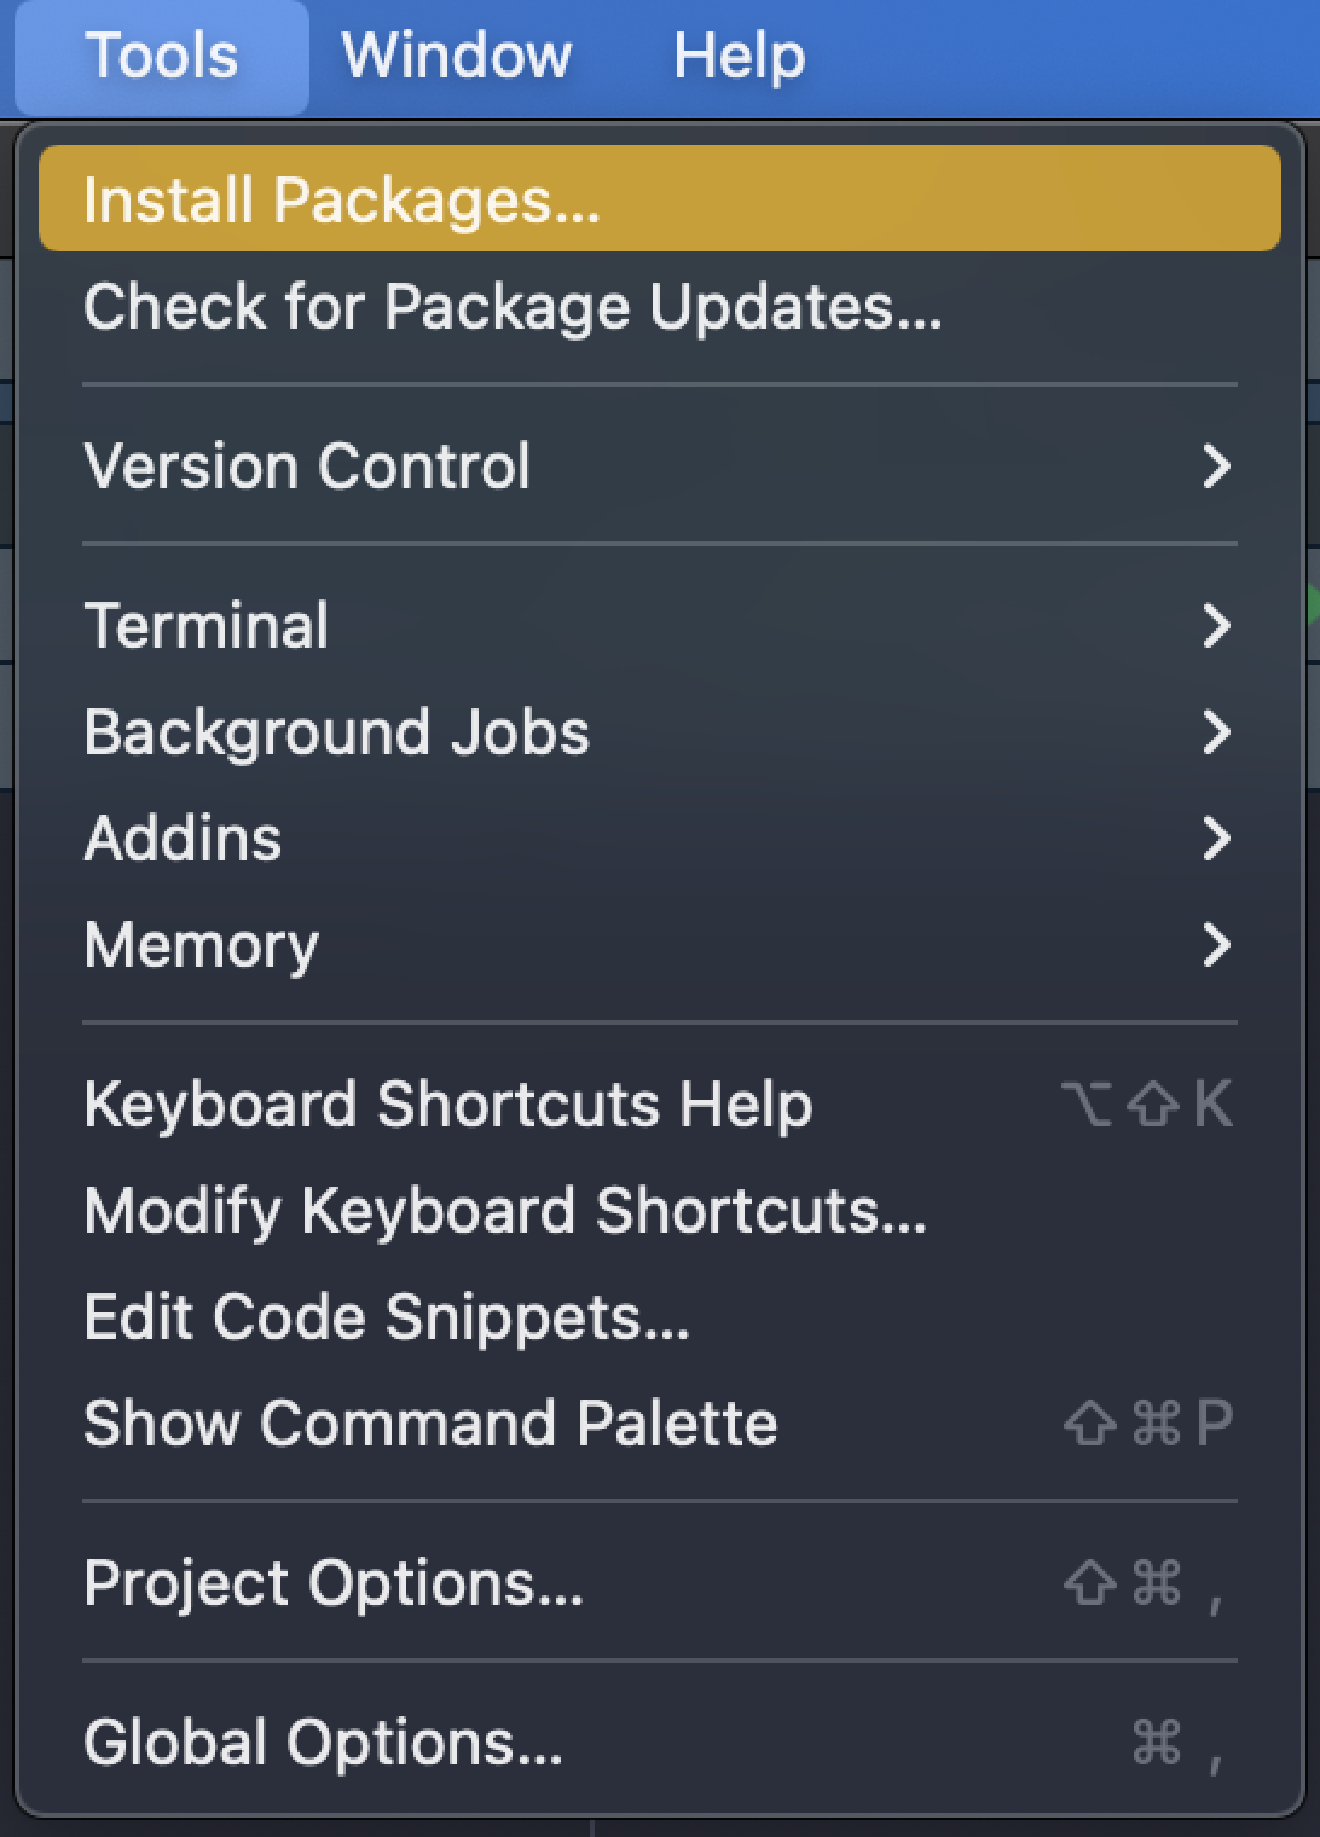 Tools Window Help
Install Packages...
Check for Package Updates...
Version Control
Terminal
Background Jobs
Addins
Memory
Keyboard Shortcuts Help ⌥⇧K
Modify Keyboard Shortcuts...
Edit Code Snippets...
Show Command Palette ⇧⌘P
Project Options... ⇧⌘,
Global Options... ⌘,